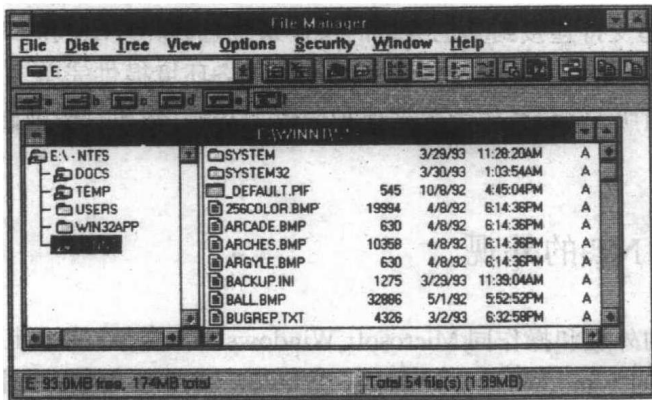 File Manager
File Disk Tree View Options Security Window Help
E:
a b c d e f
E:\WINNT\*.*
E:\ - NTFS
DOCS
TEMP
USERS
WIN32APP
SYSTEM 3/29/93 11:28:20AM A
SYSTEM32 3/30/93 1:03:54AM A
_DEFAULT.PIF 545 10/8/92 4:45:04PM A
256COLOR.BMP 19994 4/8/92 6:14:36PM A
ARCADE.BMP 630 4/8/92 6:14:36PM A
ARCHES.BMP 10358 4/8/92 6:14:36PM A
ARGYLE.BMP 630 4/8/92 6:14:36PM A
BACKUP.INI 1275 3/29/93 11:39:04AM A
BALL.BMP 32886 5/1/92 5:52:52PM A
BUGREP.TXT 4326 3/2/93 6:32:58PM A
E: 93.0MB free, 174MB total
Total 54 file(s) (1.89MB)